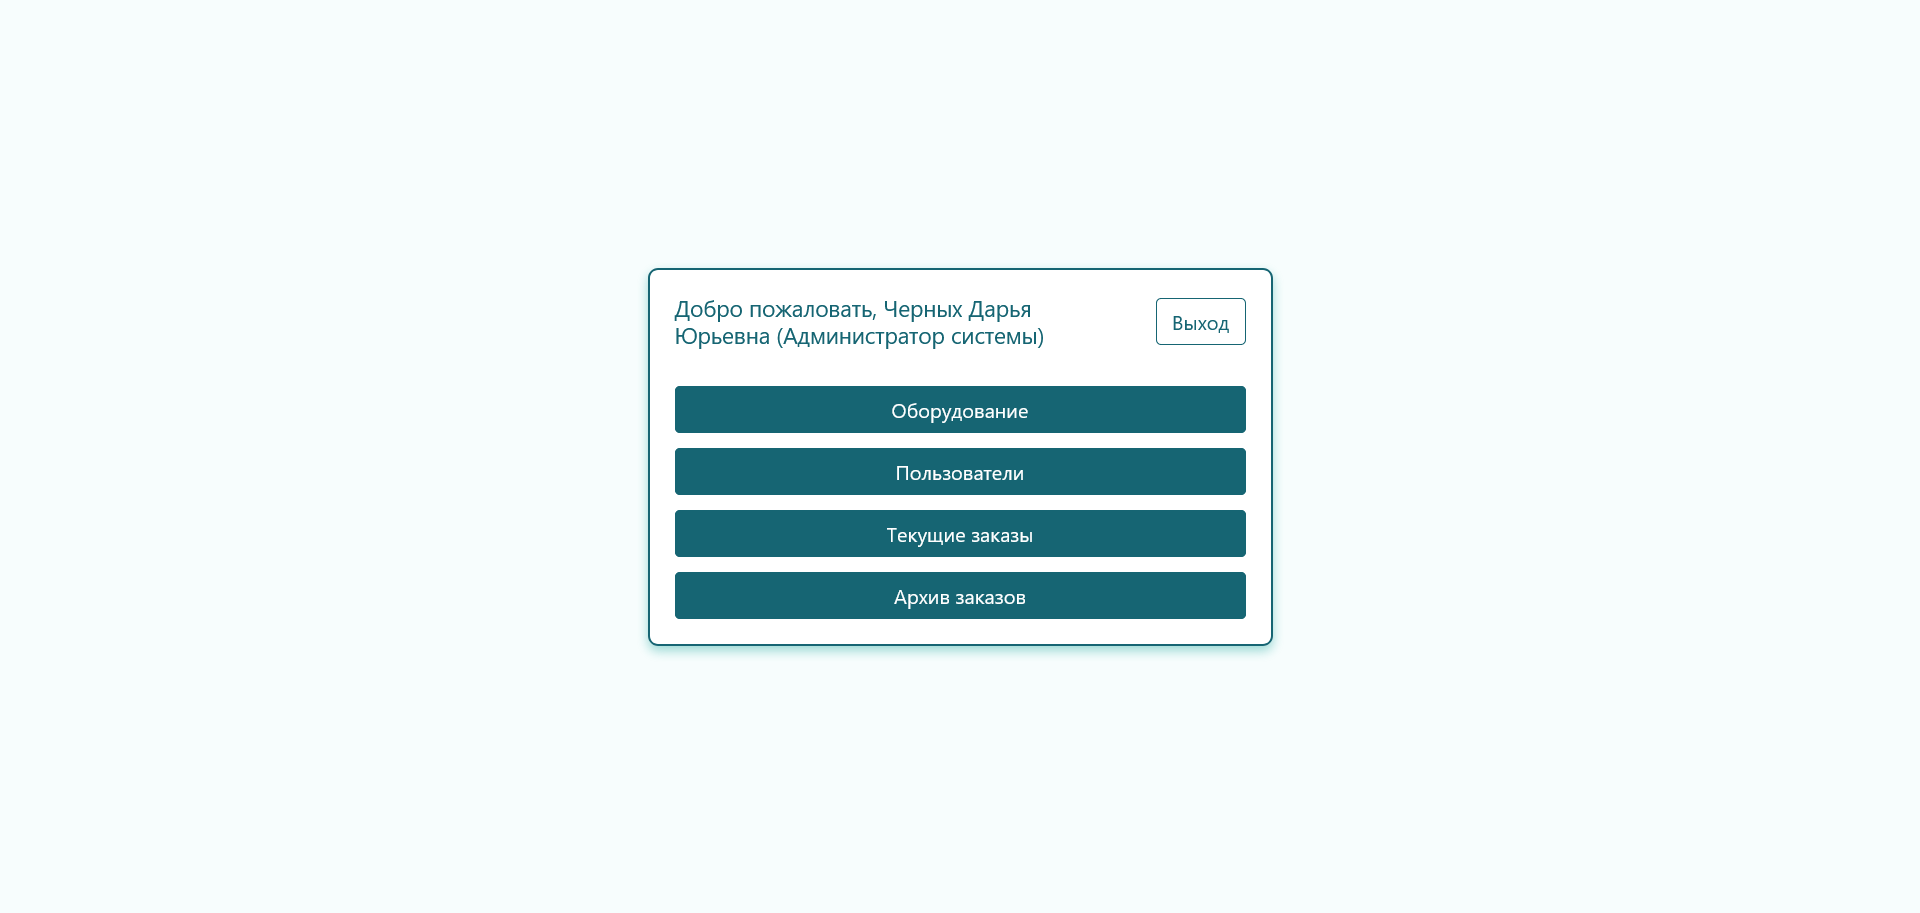 Добро пожаловать, Черных Дарья
Юрьевна (Администратор системы)
Выход
Оборудование
Пользователи
Текущие заказы
Архив заказов